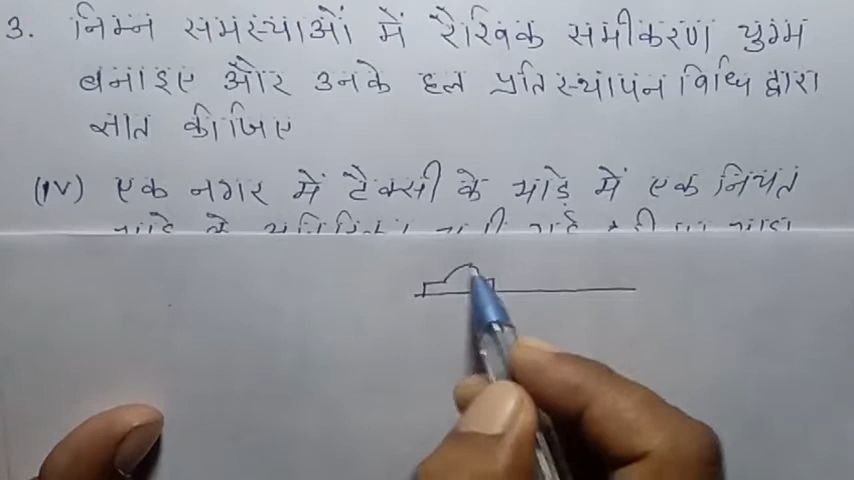 3. निम्न समस्याओं में रैखिक समीकरण युग्म
बनाइए और उनके हल प्रतिस्थापन विधि द्वारा
सात कीजिए
(IV) एक नगर में टैक्सी के भाड़े में एक नियत